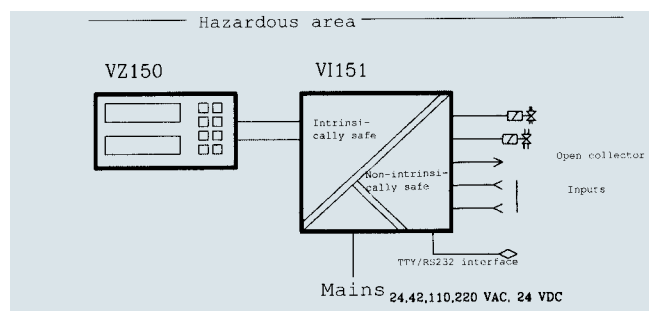 Hazardous area
VZ150
VI151
Intrinsi-
cally safe
Non-intrinsi-
cally safe
Open collector
Inputs
TTY/RS232 interface
Mains 24,42,110,220 VAC, 24 VDC